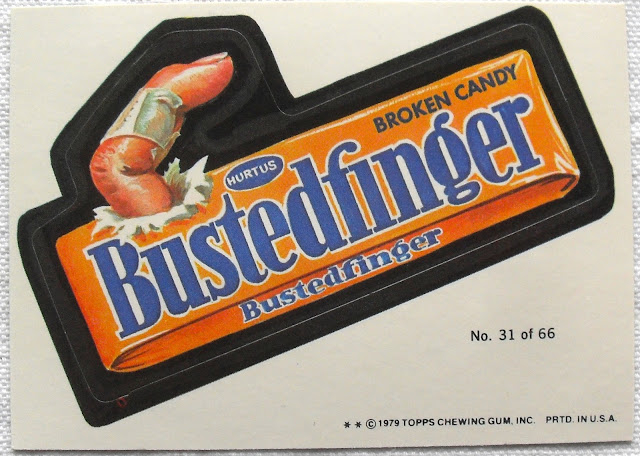 BROKEN CANDY
HURTUS
Bustedfinger
Bustedfinger
No. 31 of 66
** © 1979 TOPPS CHEWING GUM, INC. PRTD. IN U.S.A.